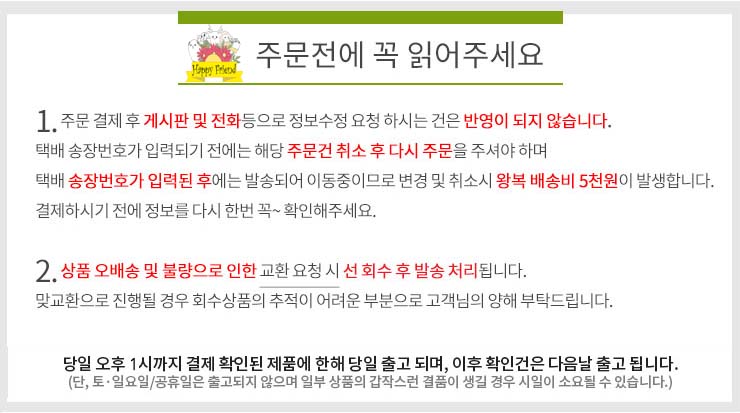 Happy Friend
주문전에 꼭 읽어주세요
1. 주문 결제 후 게시판 및 전화등으로 정보수정 요청 하시는 건은 반영이 되지 않습니다.
택배 송장번호가 입력되기 전에는 해당 주문건 취소 후 다시 주문을 주셔야 하며
택배 송장번호가 입력된 후에는 발송되어 이동중이므로 변경 및 취소시 왕복 배송비 5천원이 발생합니다.
결제하시기 전에 정보를 다시 한번 꼭~ 확인해주세요.
2. 상품 오배송 및 불량으로 인한 교환 요청 시 선 회수 후 발송 처리됩니다.
맞교환으로 진행될 경우 회수상품의 추적이 어려운 부분으로 고객님의 양해 부탁드립니다.
당일 오후 1시까지 결제 확인된 제품에 한해 당일 출고 되며, 이후 확인건은 다음날 출고 됩니다.
(단, 토·일요일/공휴일은 출고되지 않으며 일부 상품의 갑작스런 결품이 생길 경우 시일이 소요될 수 있습니다.)